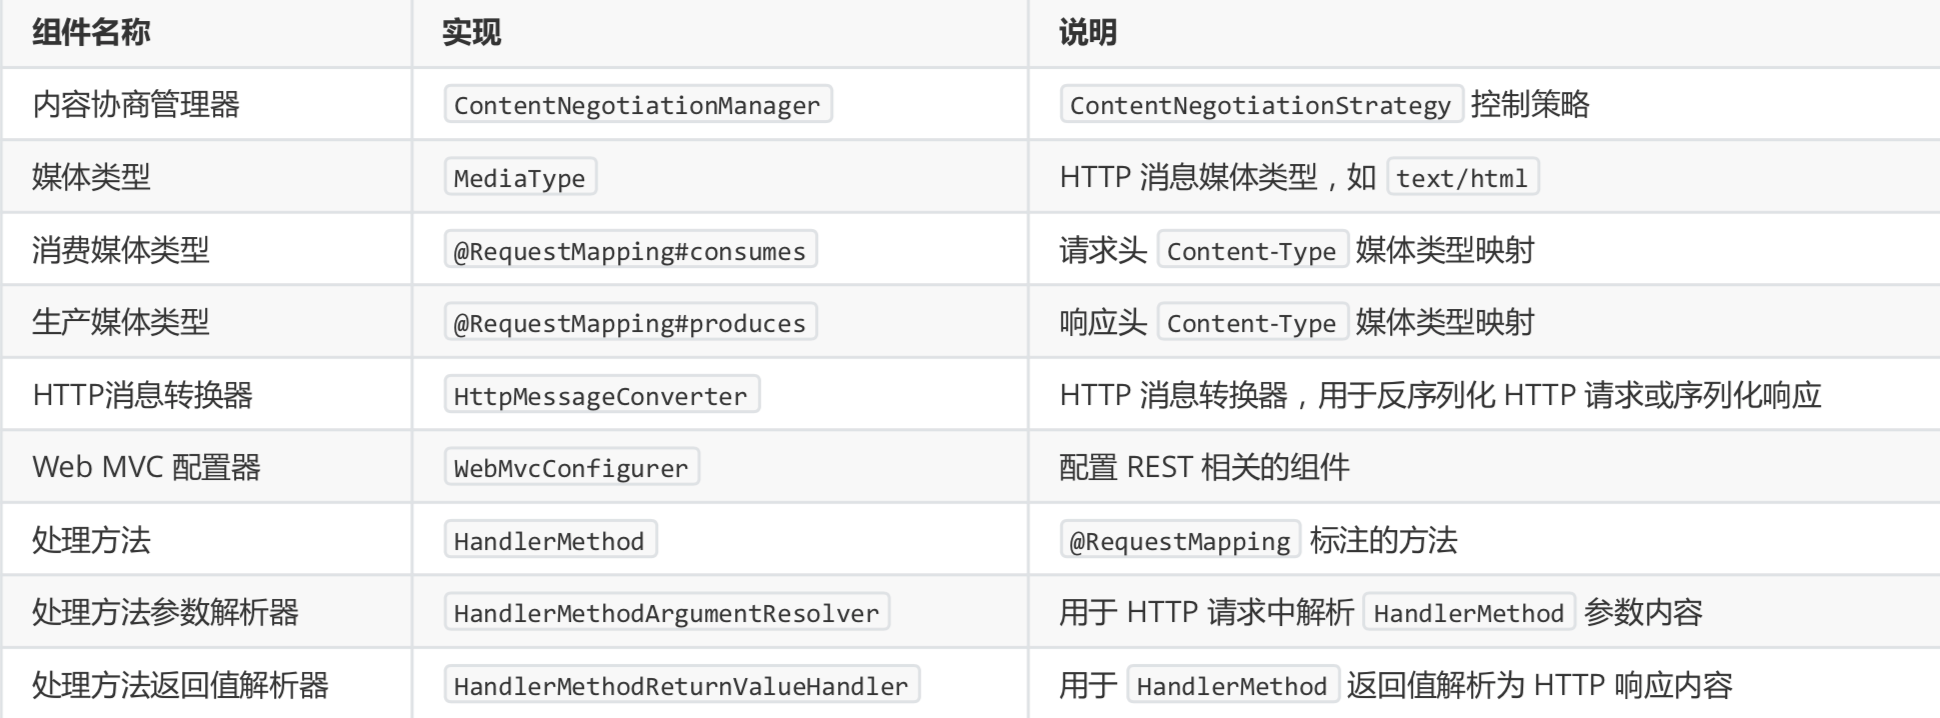 组件名称 实现 说明
内容协商管理器 ContentNegotiationManager ContentNegotiationStrategy 控制策略
媒体类型 MediaType HTTP 消息媒体类型，如 text/html
消费媒体类型 @RequestMapping#consumes 请求头 Content-Type 媒体类型映射
生产媒体类型 @RequestMapping#produces 响应头 Content-Type 媒体类型映射
HTTP消息转换器 HttpMessageConverter HTTP 消息转换器，用于反序列化 HTTP 请求或序列化响应
Web MVC 配置器 WebMvcConfigurer 配置 REST 相关的组件
处理方法 HandlerMethod @RequestMapping 标注的方法
处理方法参数解析器 HandlerMethodArgumentResolver 用于 HTTP 请求中解析 HandlerMethod 参数内容
处理方法返回值解析器 HandlerMethodReturnValueHandler 用于 HandlerMethod 返回值解析为 HTTP 响应内容